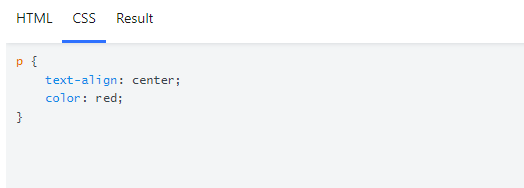 HTML CSS Result
p {
    text-align: center;
    color: red;
}